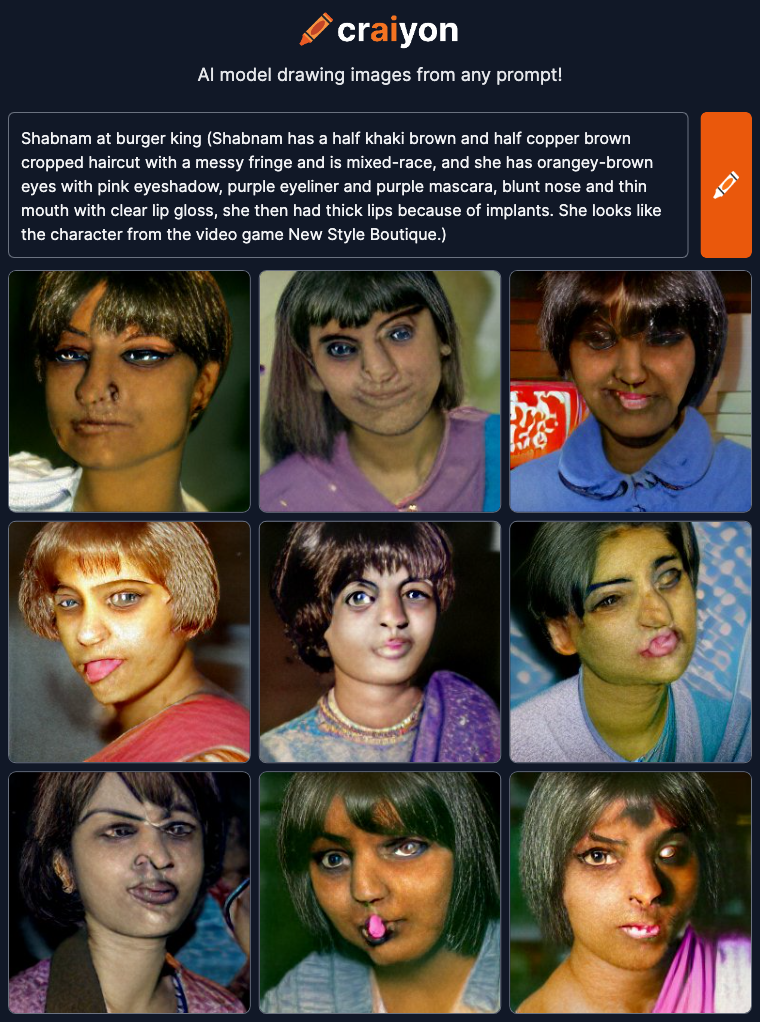 craiyon
AI model drawing images from any prompt!
Shabnam at burger king (Shabnam has a half khaki brown and half copper brown
cropped haircut with a messy fringe and is mixed-race, and she has orangey-brown
eyes with pink eyeshadow, purple eyeliner and purple mascara, blunt nose and thin
mouth with clear lip gloss, she then had thick lips because of implants. She looks like
the character from the video game New Style Boutique.)